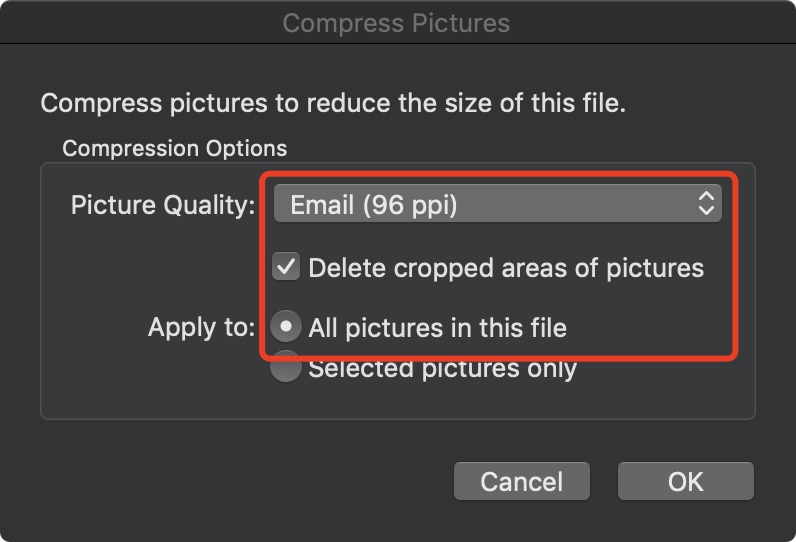 Compress Pictures
Compress pictures to reduce the size of this file.
Compression Options
Picture Quality: Email (96 ppi)
Delete cropped areas of pictures
Apply to: All pictures in this file
Selected pictures only
Cancel OK